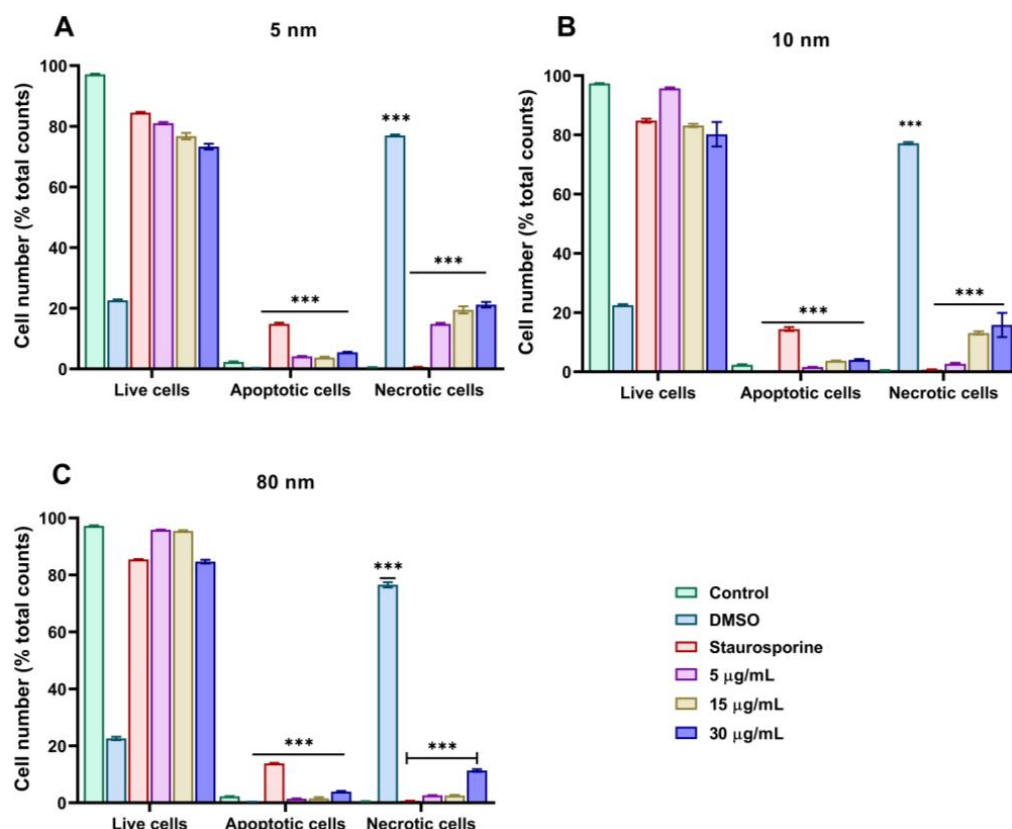 A
5 nm
Cell number (% total counts)
100
80
60
40
20
0
***
***
***
Live cells
Apoptotic cells
Necrotic cells
B
10 nm
Cell number (% total counts)
100
80
60
40
20
0
***
***
***
Live cells
Apoptotic cells
Necrotic cells
C
80 nm
Cell number (% total counts)
100
80
60
40
20
0
***
***
***
Live cells
Apoptotic cells
Necrotic cells
Control
DMSO
Staurosporine
5 μg/mL
15 μg/mL
30 μg/mL